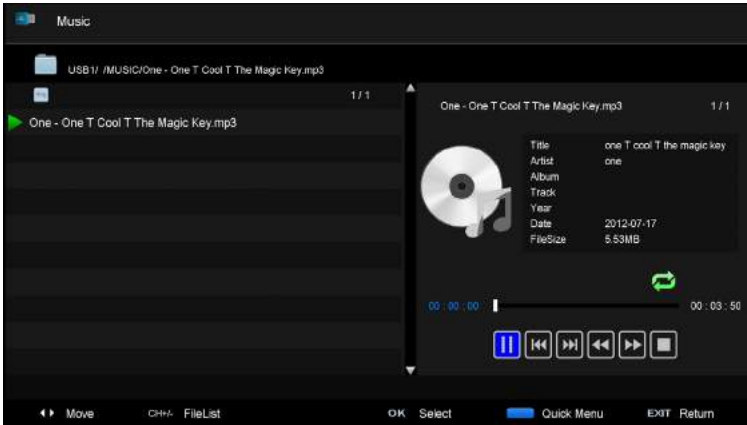 Music
USB1/ /MUSIC/One - One T Cool T The Magic Key.mp3
1/1
One - One T Cool T The Magic Key.mp3
One - One T Cool T The Magic Key.mp3 1/1
Title one T cool T the magic key
Artist one
Album
Track
Year
Date 2012-07-17
FileSize 5.53MB
00:00:00 00:03:50
Move CH+/- FileList OK Select Quick Menu EXIT Return